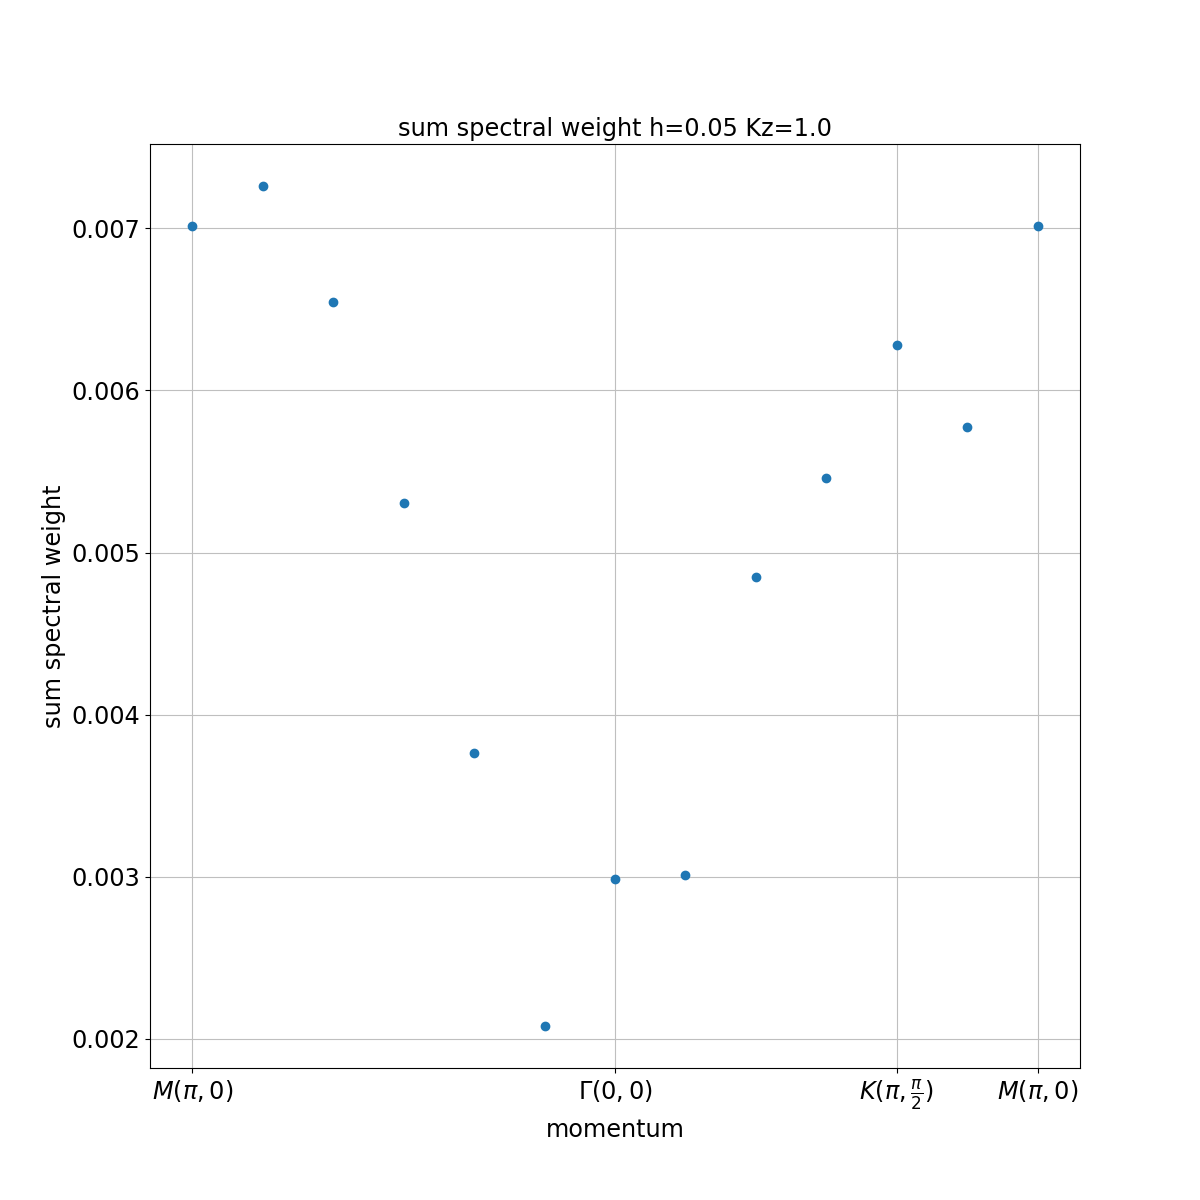 sum spectral weight h=0.05 Kz=1.0
sum spectral weight
0.007
0.006
0.005
0.004
0.003
0.002
M(π, 0) Γ(0, 0) K(π, π/2) M(π, 0)
momentum